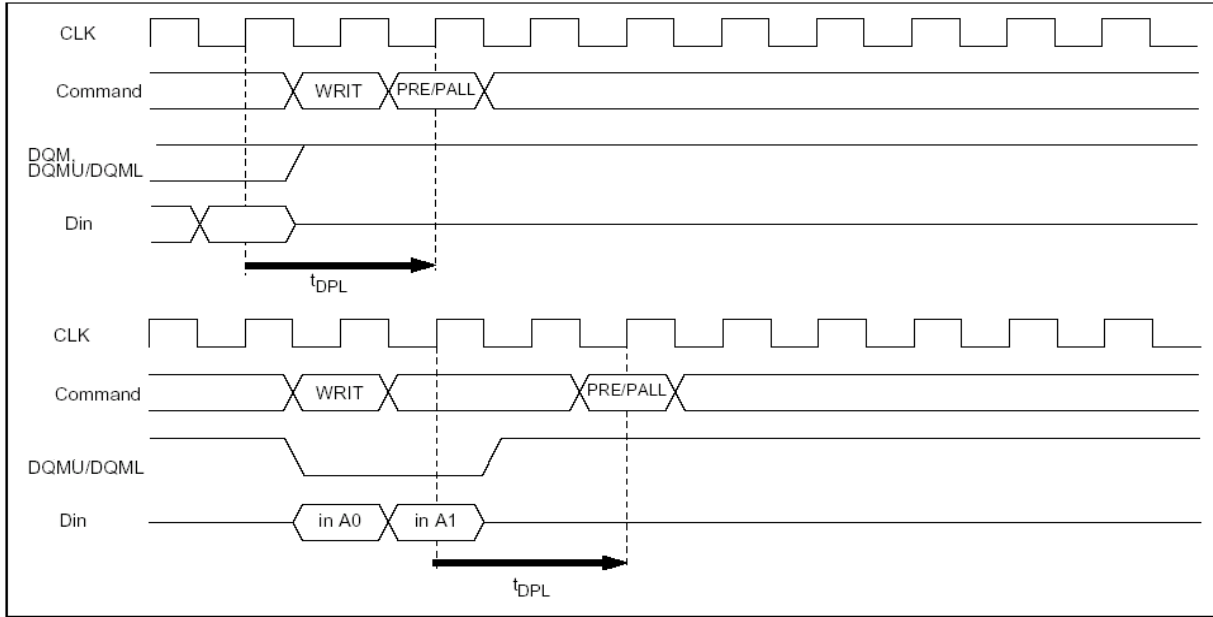 CLK
Command WRIT PRE/PALL
DQM,
DQMU/DQML
Din
tDPL
CLK
Command WRIT PRE/PALL
DQMU/DQML
Din in A0 in A1
tDPL